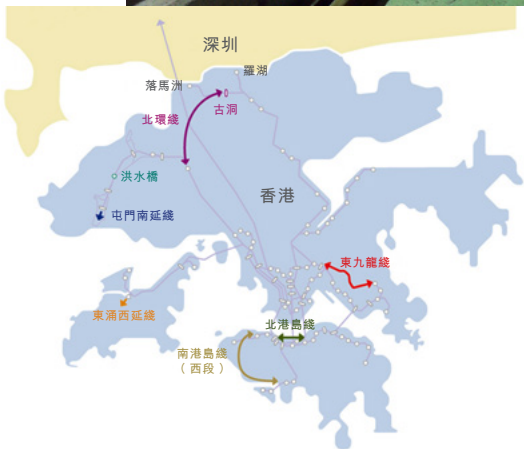 深圳
羅湖
落馬洲
北環綫
古洞
洪水橋
香港
屯門南延綫
東九龍綫
東涌西延綫
北港島綫
南港島綫
（西段）